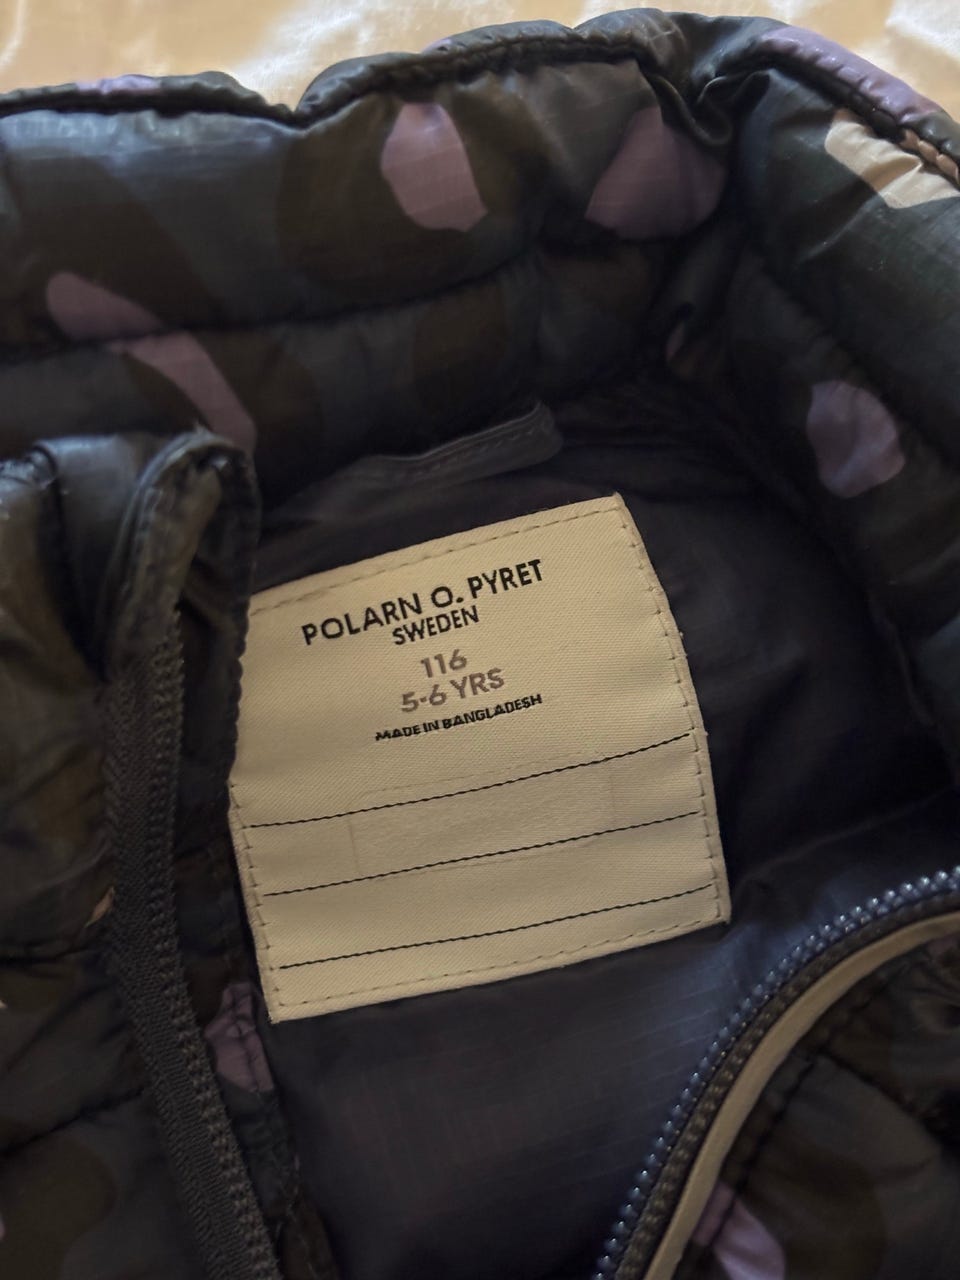 POLARN O. PYRET
SWEDEN
116
5-6 YRS
MADE IN BANGLADESH